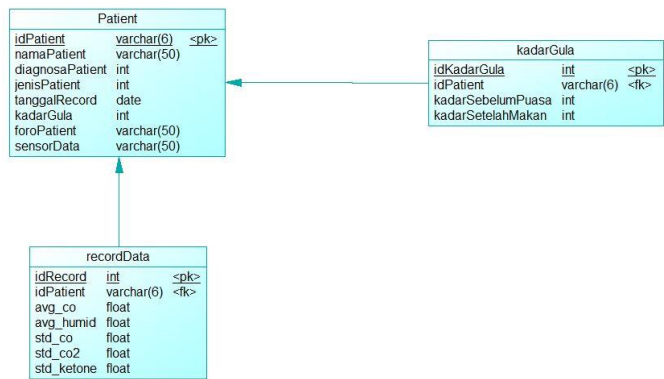 Patient
idPatient varchar(6) <pk>
namaPatient varchar(50)
diagnosaPatient int
jenisPatient int
tanggalRecord date
kadarGula int
foroPatient varchar(50)
sensorData varchar(50)
kadarGula
idKadarGula int <pk>
idPatient varchar(6) <fk>
kadarSebelumPuasa int
kadarSetelahMakan int
recordData
idRecord int <pk>
idPatient varchar(6) <fk>
avg_co float
avg_humid float
std_co float
std_co2 float
std_ketone float